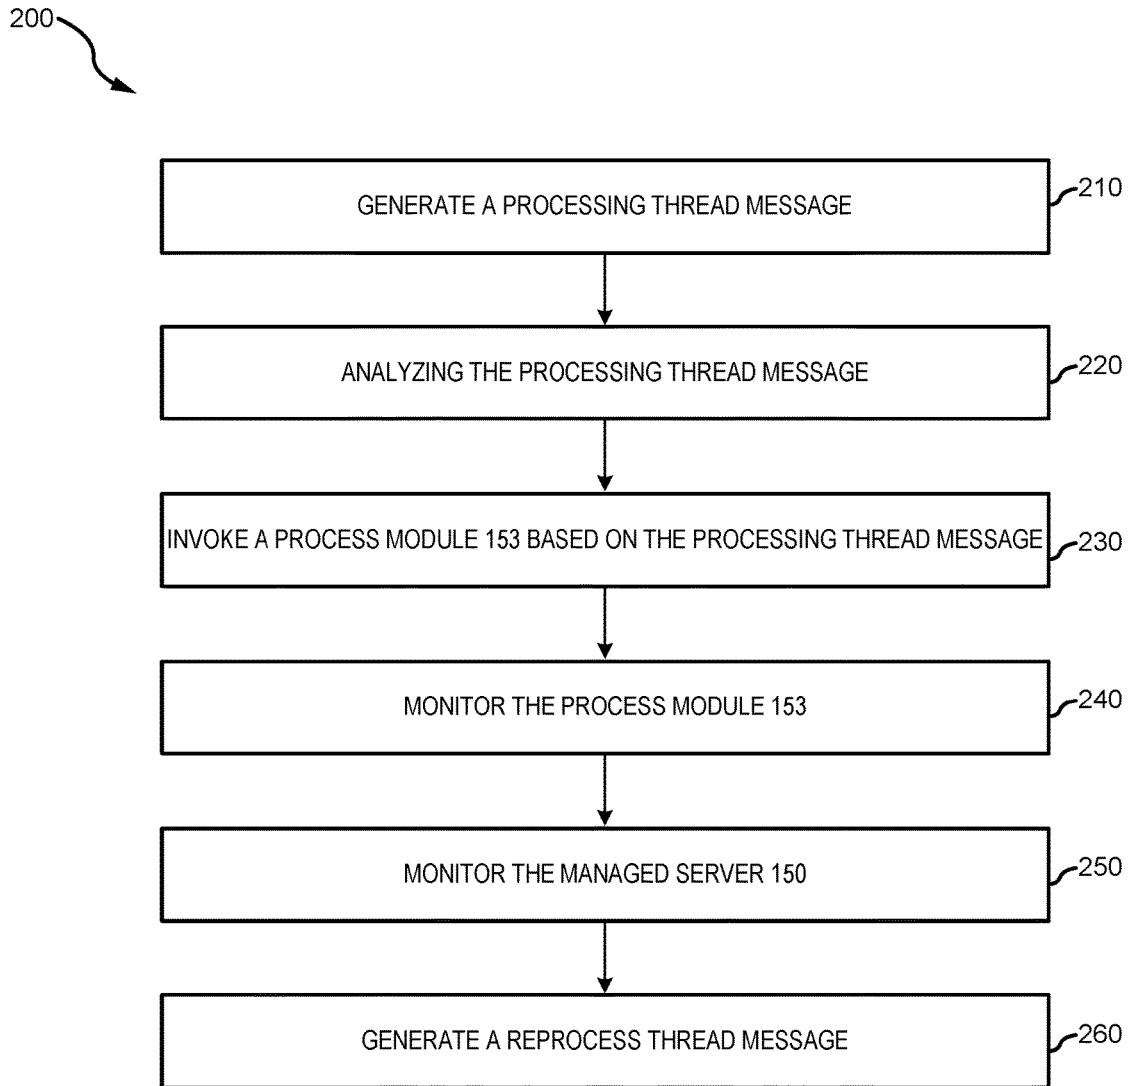 200
GENERATE A PROCESSING THREAD MESSAGE
210
ANALYZING THE PROCESSING THREAD MESSAGE
220
INVOKE A PROCESS MODULE 153 BASED ON THE PROCESSING THREAD MESSAGE
230
MONITOR THE PROCESS MODULE 153
240
MONITOR THE MANAGED SERVER 150
250
GENERATE A REPROCESS THREAD MESSAGE
260